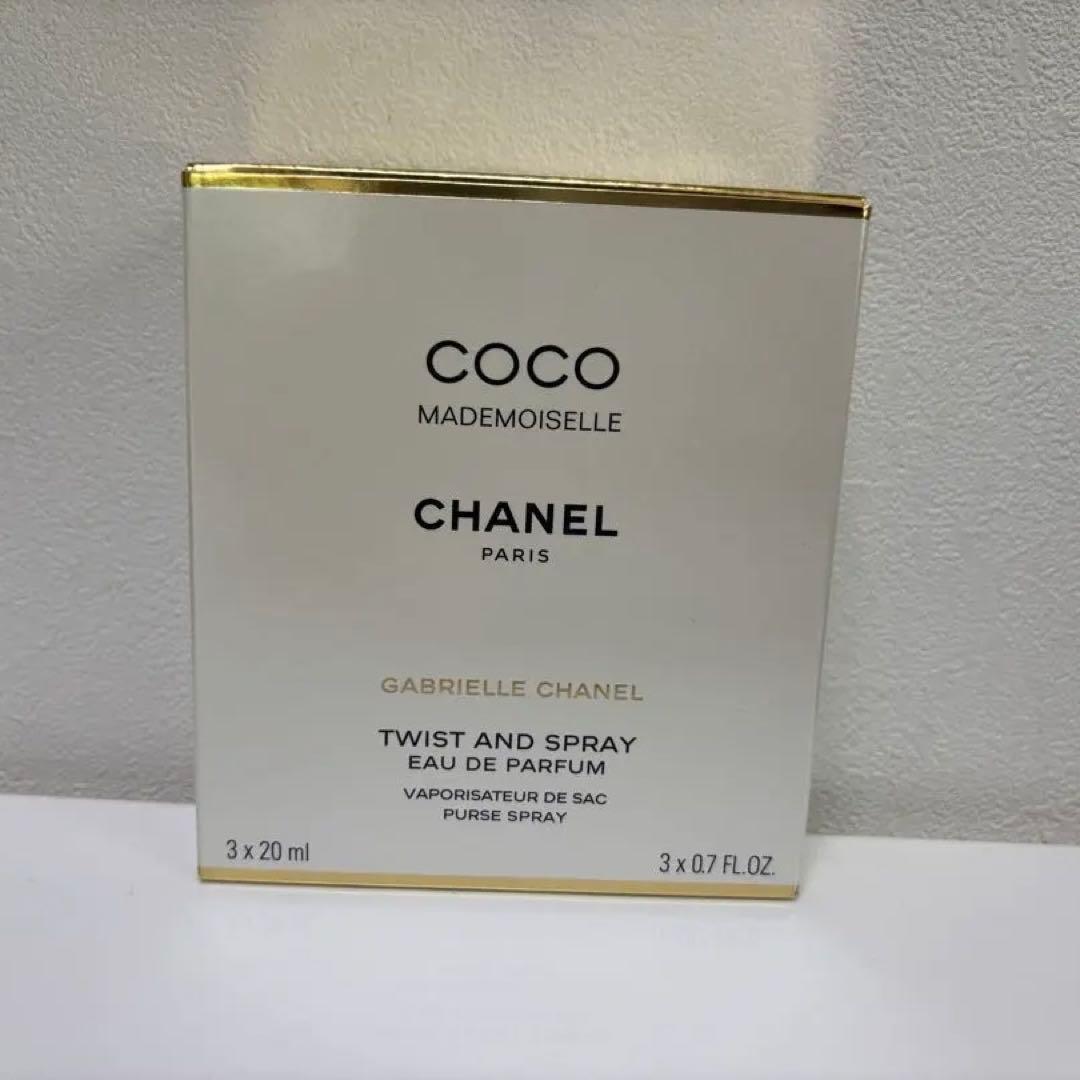 COCO
MADEMOISELLE
CHANEL
PARIS
GABRIELLE CHANEL
TWIST AND SPRAY
EAU DE PARFUM
VAPORISATEUR DE SAC
PURSE SPRAY
3 x 20 ml
3 x 0.7 FL.OZ.